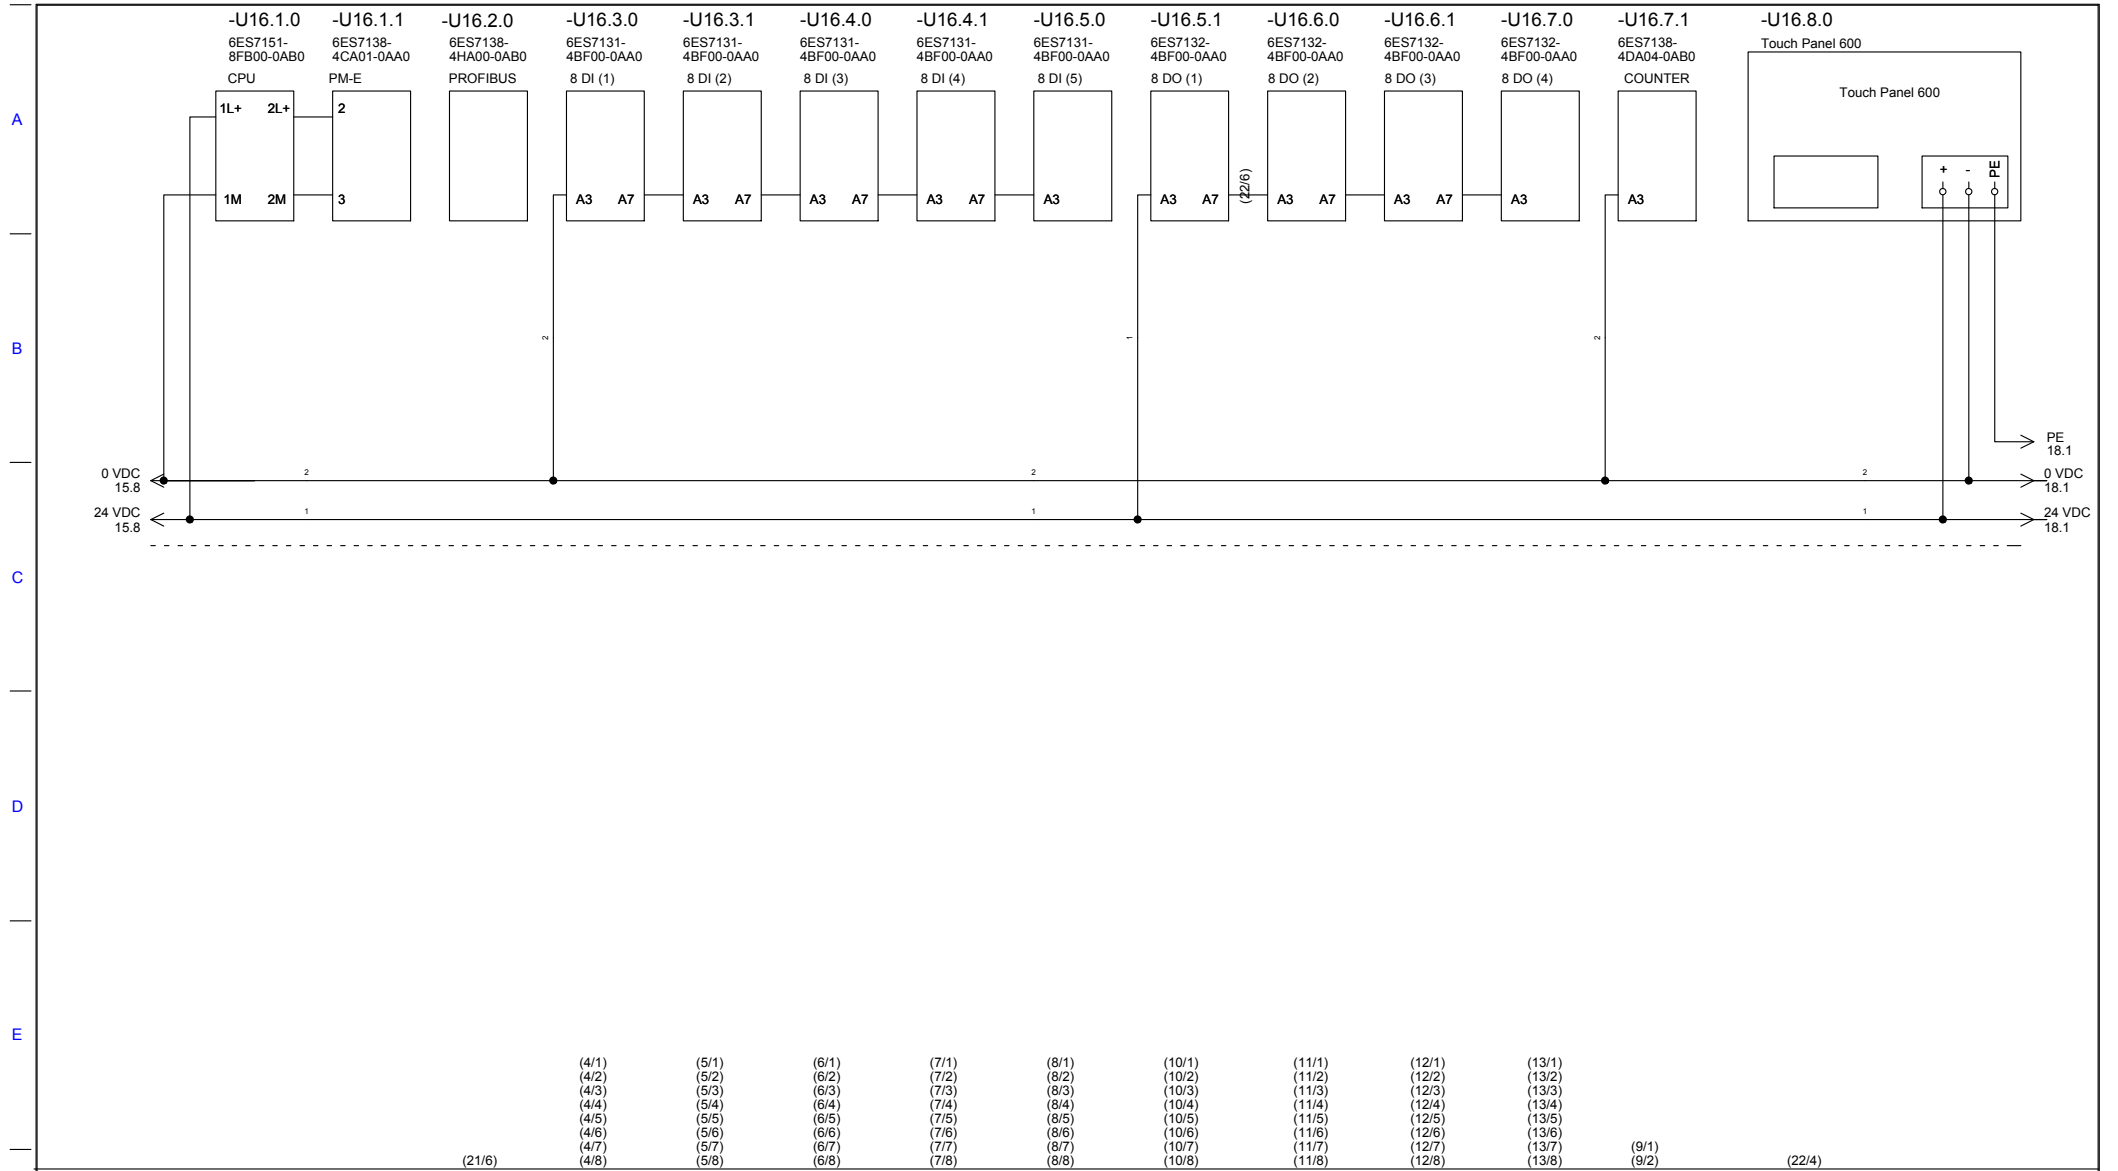 -U16.1.0 -U16.1.1 -U16.2.0 -U16.3.0 -U16.3.1 -U16.4.0 -U16.4.1 -U16.5.0 -U16.5.1 -U16.6.0 -U16.6.1 -U16.7.0 -U16.7.1 -U16.8.0
6ES7151- 6ES7138- 6ES7138- 6ES7131- 6ES7131- 6ES7131- 6ES7131- 6ES7131- 6ES7132- 6ES7132- 6ES7132- 6ES7132- 6ES7138- Touch Panel 600
8FB00-0AB0 4CA01-0AA0 4HA00-0AB0 4BF00-0AA0 4BF00-0AA0 4BF00-0AA0 4BF00-0AA0 4BF00-0AA0 4BF00-0AA0 4BF00-0AA0 4BF00-0AA0 4BF00-0AA0 4DA04-0AB0
CPU PM-E PROFIBUS 8 DI (1) 8 DI (2) 8 DI (3) 8 DI (4) 8 DI (5) 8 DO (1) 8 DO (2) 8 DO (3) 8 DO (4) COUNTER
Touch Panel 600
1L+ 2L+ 2
A
+ - PE
(22/6)
1M 2M 3 A3 A7 A3 A7 A3 A7 A3 A7 A3 A3 A7 A3 A7 A3 A7 A3 A3
2 1 2
B
PE
18.1
0 VDC 2 2 2 0 VDC
15.8 18.1
24 VDC 1 1 1 24 VDC
15.8 18.1
C
D
E
(4/1) (5/1) (6/1) (7/1) (8/1) (10/1) (11/1) (12/1) (13/1)
(4/2) (5/2) (6/2) (7/2) (8/2) (10/2) (11/2) (12/2) (13/2)
(4/3) (5/3) (6/3) (7/3) (8/3) (10/3) (11/3) (12/3) (13/3)
(4/4) (5/4) (6/4) (7/4) (8/4) (10/4) (11/4) (12/4) (13/4)
(4/5) (5/5) (6/5) (7/5) (8/5) (10/5) (11/5) (12/5) (13/5)
(4/6) (5/6) (6/6) (7/6) (8/6) (10/6) (11/6) (12/6) (13/6)
(4/7) (5/7) (6/7) (7/7) (8/7) (10/7) (11/7) (12/7) (13/7) (9/1)
(21/6) (4/8) (5/8) (6/8) (7/8) (8/8) (10/8) (11/8) (12/8) (13/8) (9/2) (22/4)